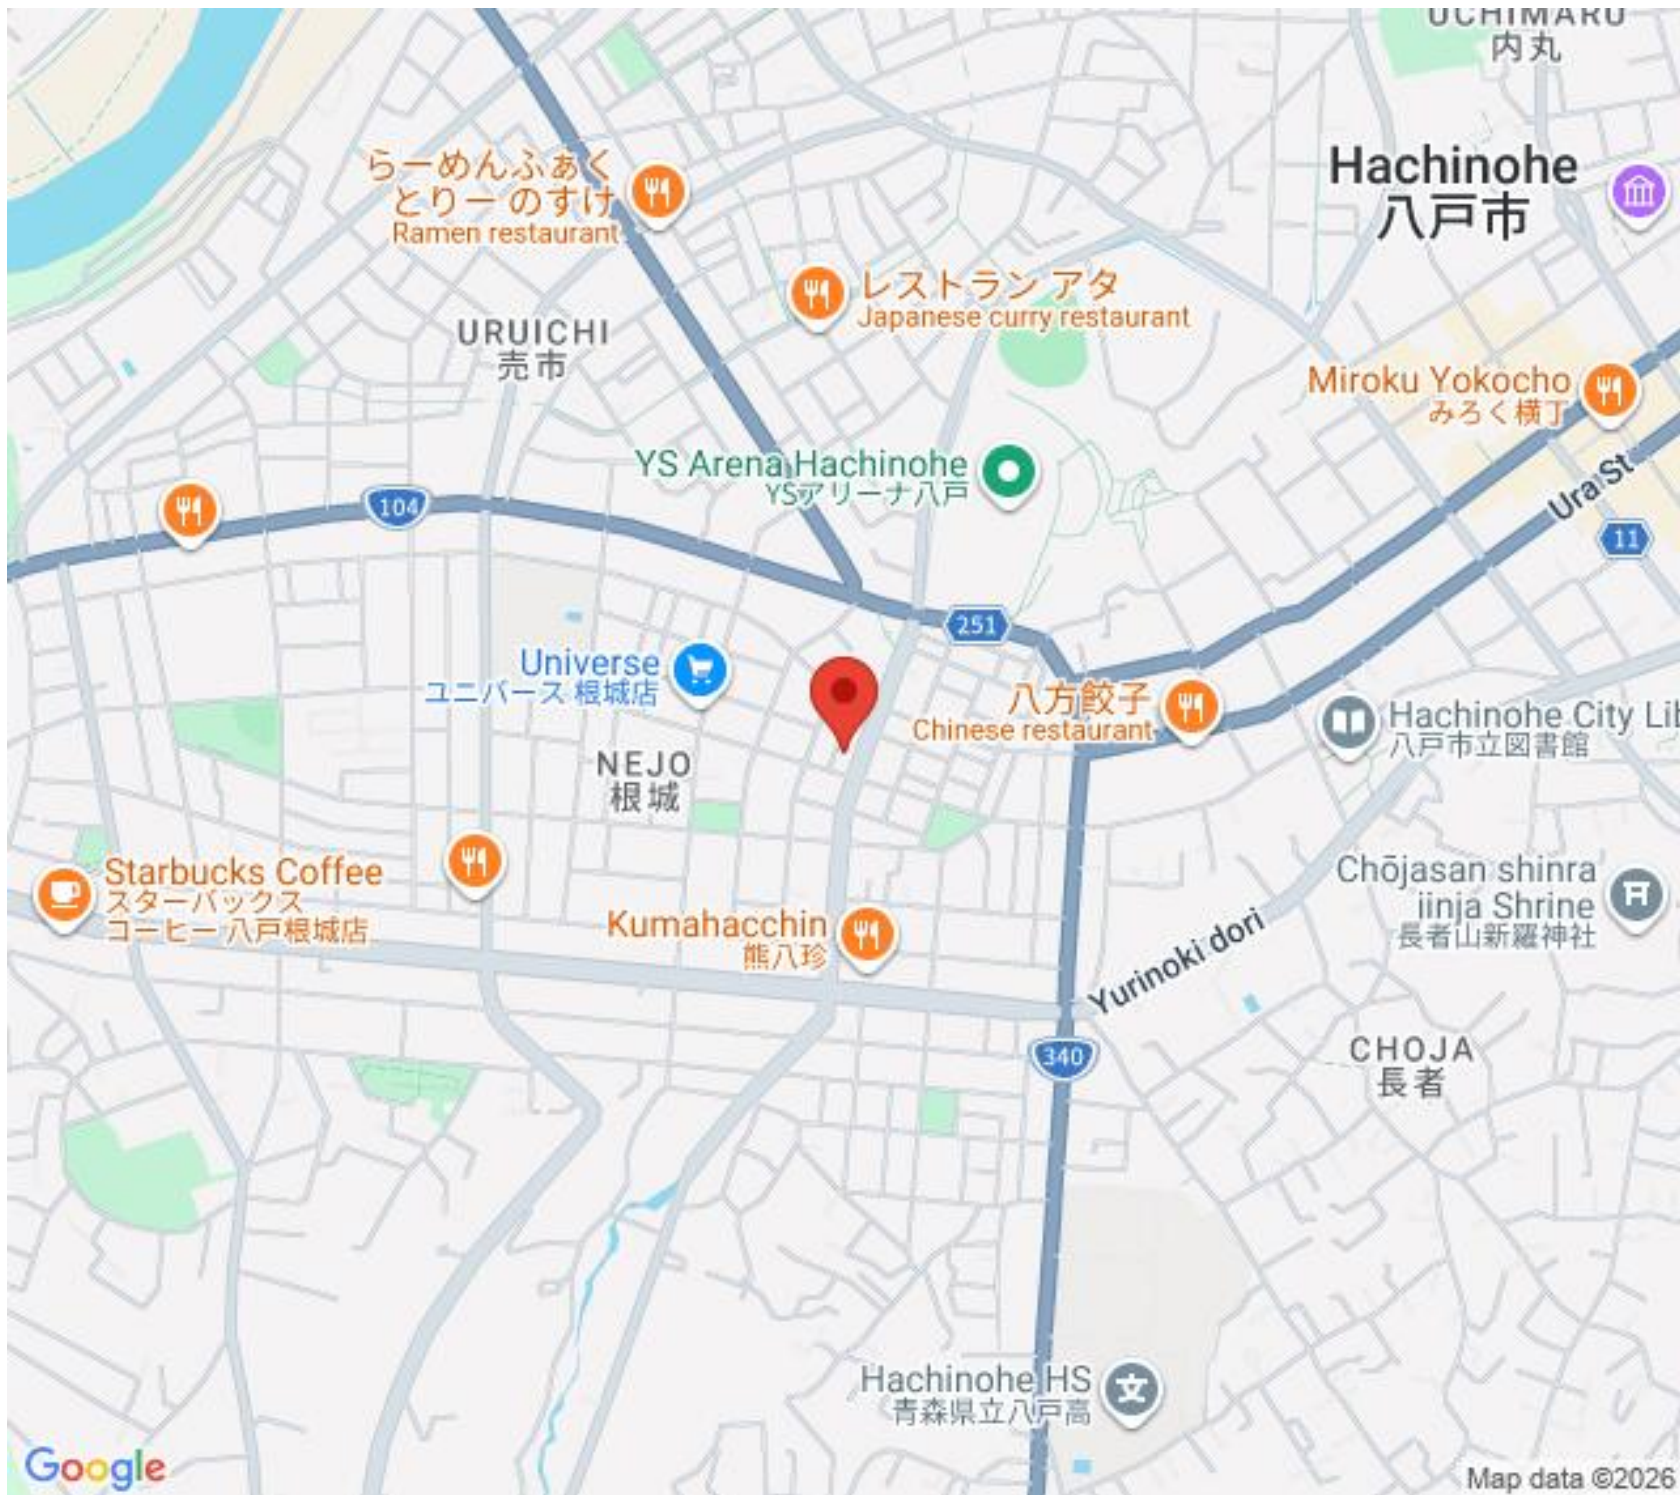 UCHIMARU
内丸
Hachinohe
八戸市
らーめんふぁく
とりー のすけ
Ramen restaurant
レストラン アタ
Japanese curry restaurant
URUICHI
売市
Miroku Yokocho
みろく横丁
YS Arena Hachinohe
YSアリーナ八戸
Ura St
104
11
251
Universe
ユニバース 根城店
八方餃子
Chinese restaurant
Hachinohe City Lib
八戸市立図書館
NEJO
根城
Starbucks Coffee
スターバックス
コーヒー 八戸根城店
Kumahacchin
熊八珍
Chōjasan shinra
jinja Shrine
長者山新羅神社
Yurinoki dori
340
CHOJA
長者
Hachinohe HS
青森県立八戸高
Google
Map data ©2026